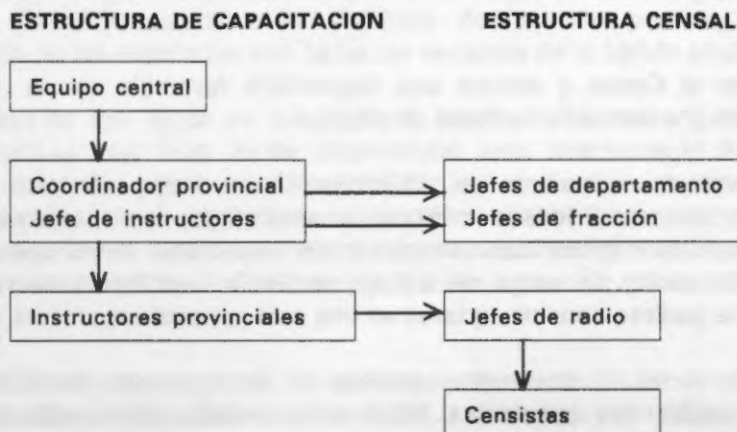 ESTRUCTURA DE CAPACITACION ESTRUCTURA CENSAL
Equipo central
Coordinador provincial
Jefe de instructores
Jefes de departamento
Jefes de fracción
Instructores provinciales
Jefes de radio
Censistas